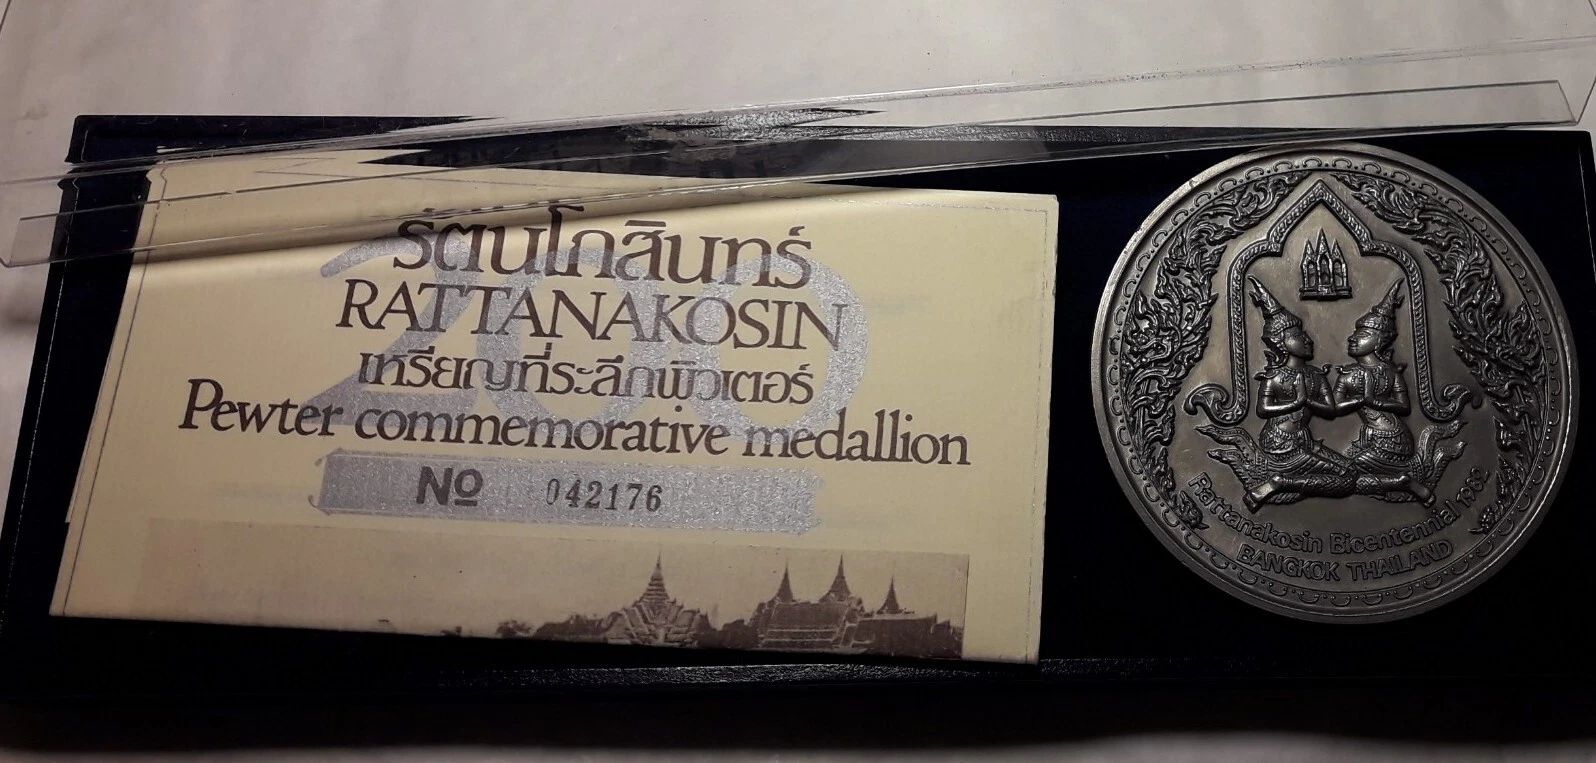 รัตนโกสินทร์
200
RATTANAKOSIN
เหรียญที่ระลึกพิวเตอร์
Pewter commemorative medallion
Nº 042176
Rattanakosin Bicentennial 1982
BANGKOK THAILAND